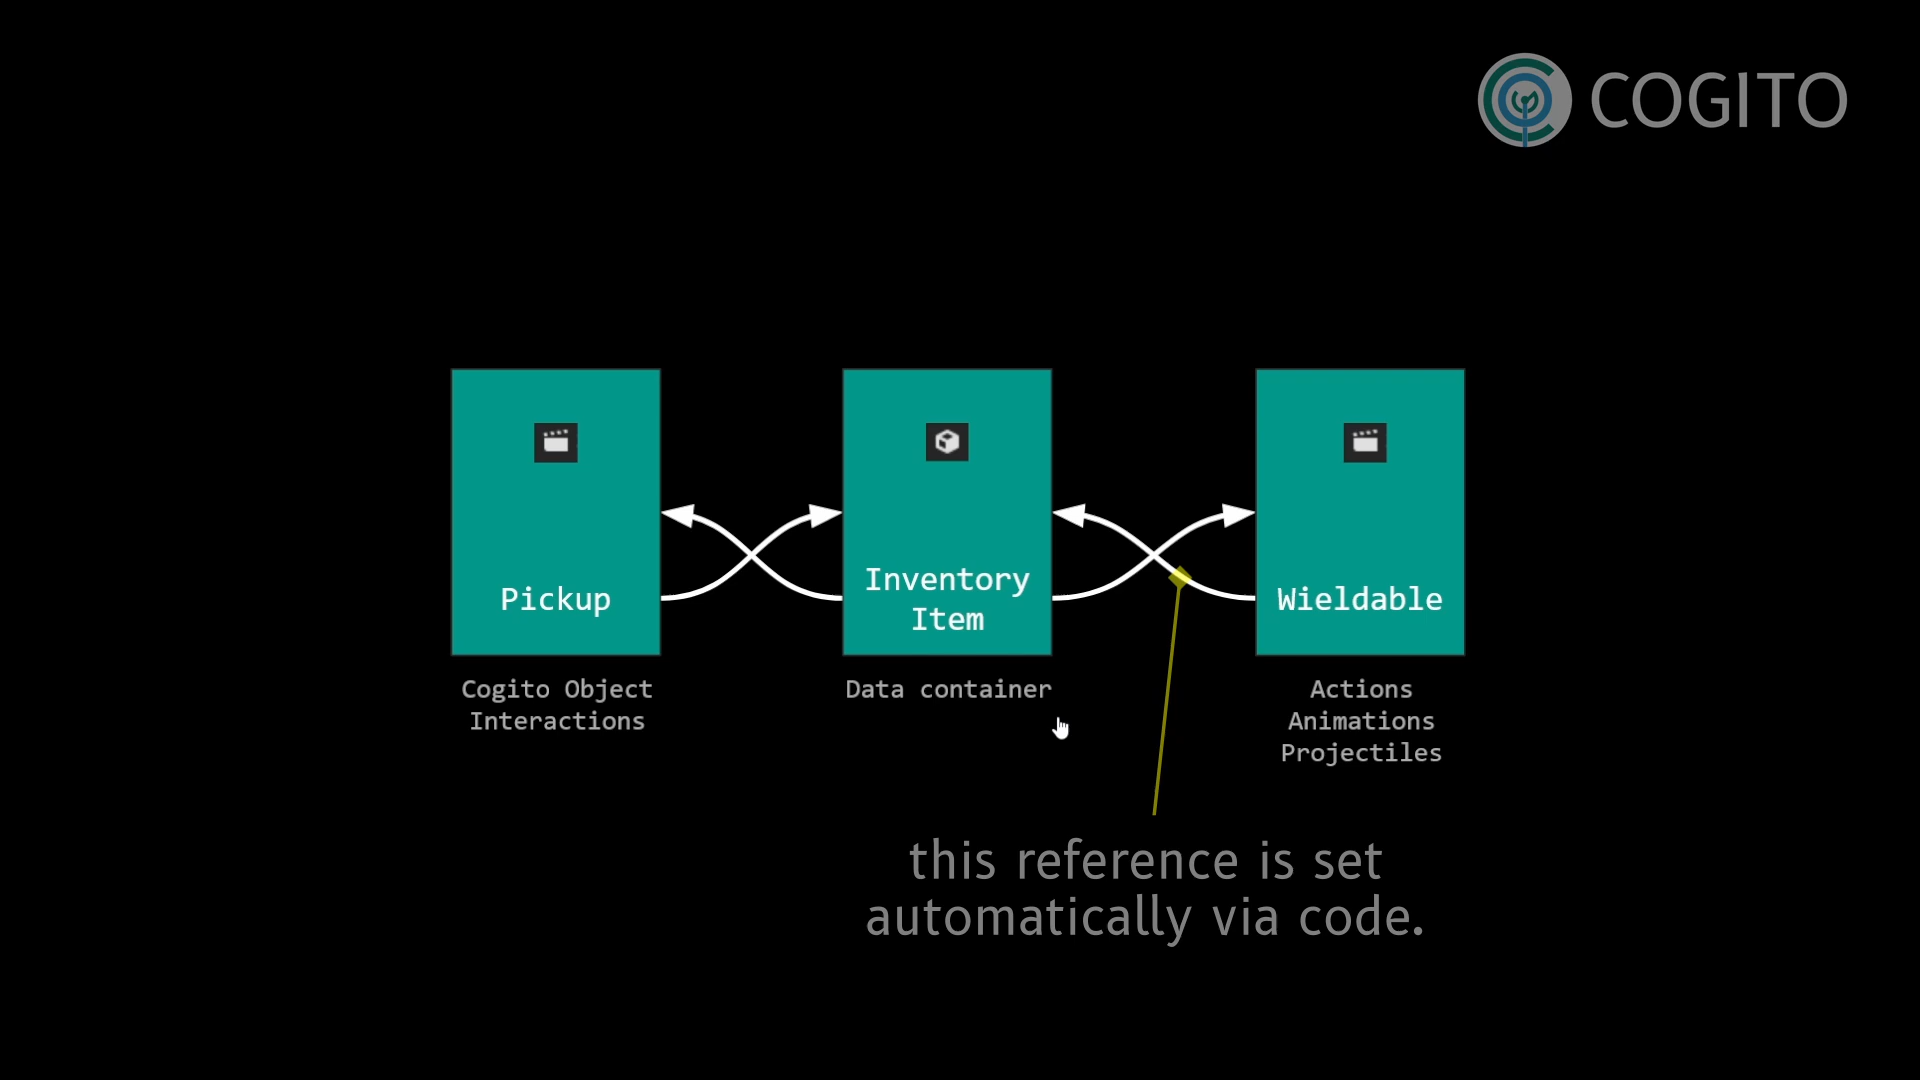 COGITO
Pickup
Inventory
Item
Wieldable
Cogito Object
Interactions
Data container
Actions
Animations
Projectiles
this reference is set
automatically via code.